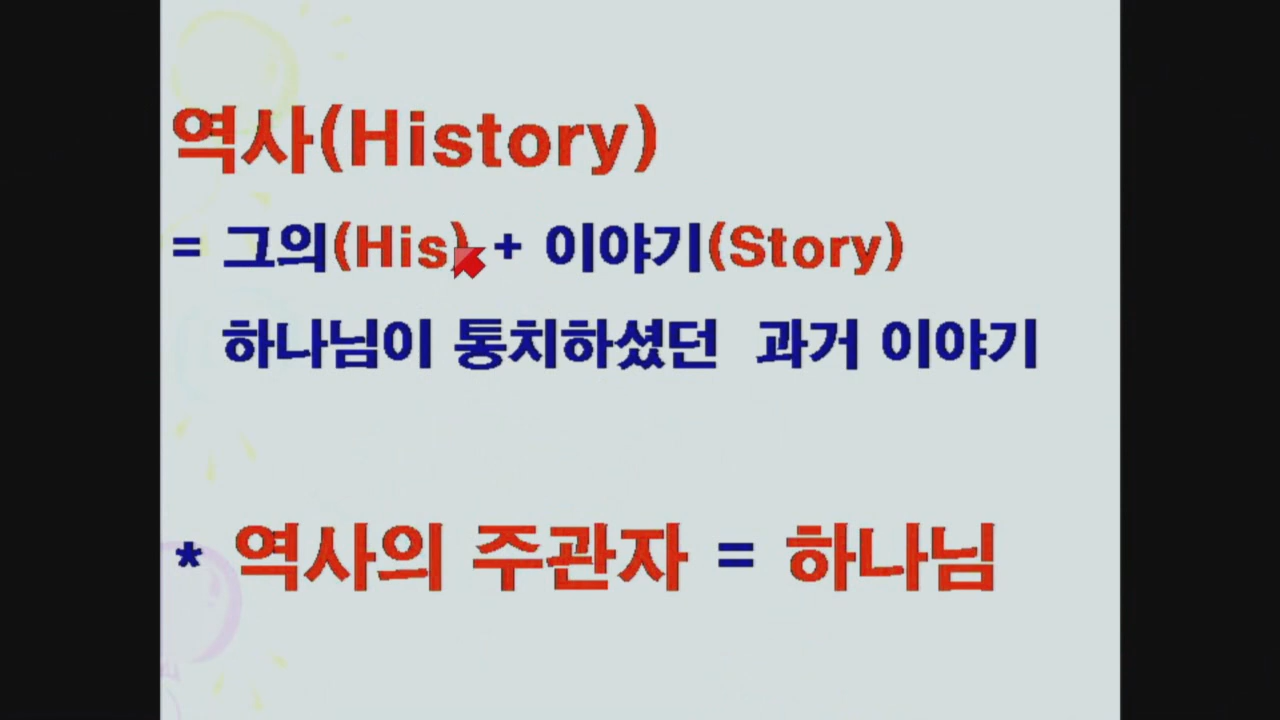 역사(History)
= 그의(His) + 이야기(Story)
하나님이 통치하셨던 과거 이야기
* 역사의 주관자 = 하나님